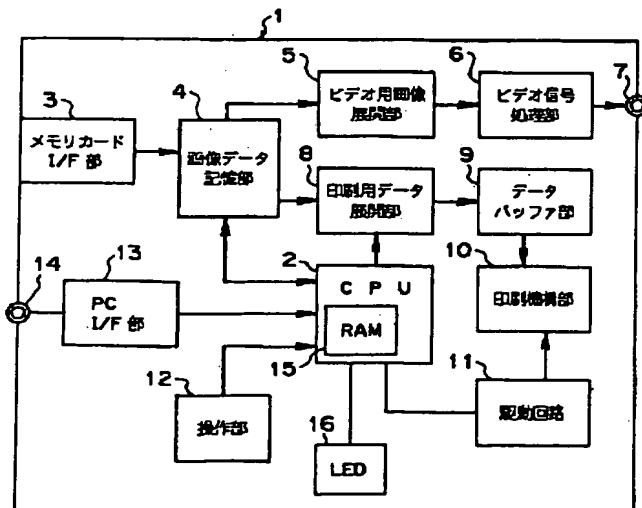 1
5
ビデオ用画像
展開部
6
ビデオ信号
処理部
7
3
メモリカード
I/F 部
4
画像データ
記憶部
8
印刷用データ
展開部
9
データ
バッファ部
14
13
PC
I/F部
2
CPU
RAM
15
10
印刷機構部
12
操作部
16
LED
11
駆動回路